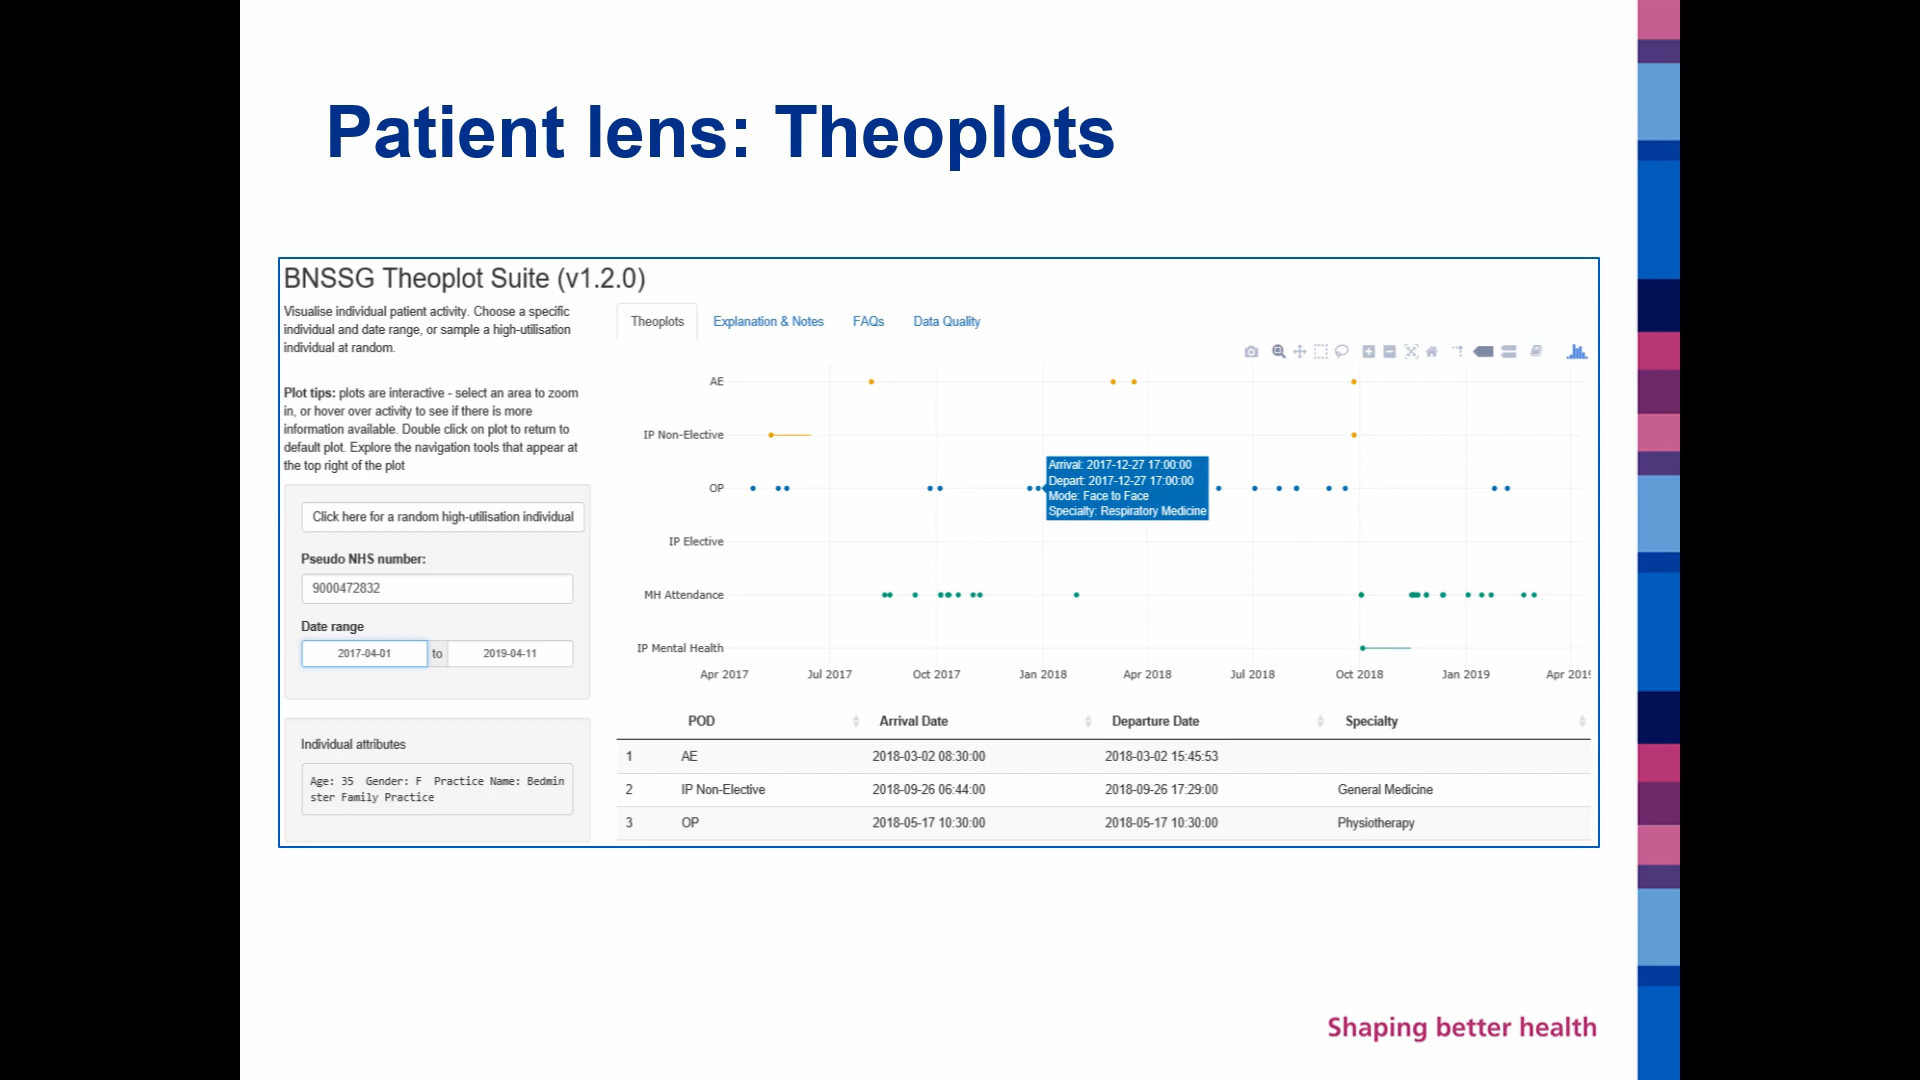 Patient lens: Theoplots
BNSSG Theoplot Suite (v1.2.0)
Visualise individual patient activity. Choose a specific
individual and date range, or sample a high-utilisation
individual at random.
Plot tips: plots are interactive - select an area to zoom
in, or hover over activity to see if there is more
information available. Double click on plot to return to
default plot. Explore the navigation tools that appear at
the top right of the plot
Click here for a random high-utilisation individual
Pseudo NHS number:
9000472832
Date range
2017-04-01 to 2019-04-11
Individual attributes
Age: 35 Gender: F Practice Name: Bedmin
ster Family Practice
Theoplots Explanation & Notes FAQs Data Quality
AE
IP Non-Elective
OP
IP Elective
MH Attendance
IP Mental Health
Arrival: 2017-12-27 17:00:00
Depart: 2017-12-27 17:00:00
Mode: Face to Face
Specialty: Respiratory Medicine
Apr 2017 Jul 2017 Oct 2017 Jan 2018 Apr 2018 Jul 2018 Oct 2018 Jan 2019 Apr 2019
POD Arrival Date Departure Date Specialty
1 AE 2018-03-02 08:30:00 2018-03-02 15:45:53
2 IP Non-Elective 2018-09-26 06:44:00 2018-09-26 17:29:00 General Medicine
3 OP 2018-05-17 10:30:00 2018-05-17 10:30:00 Physiotherapy
Shaping better health